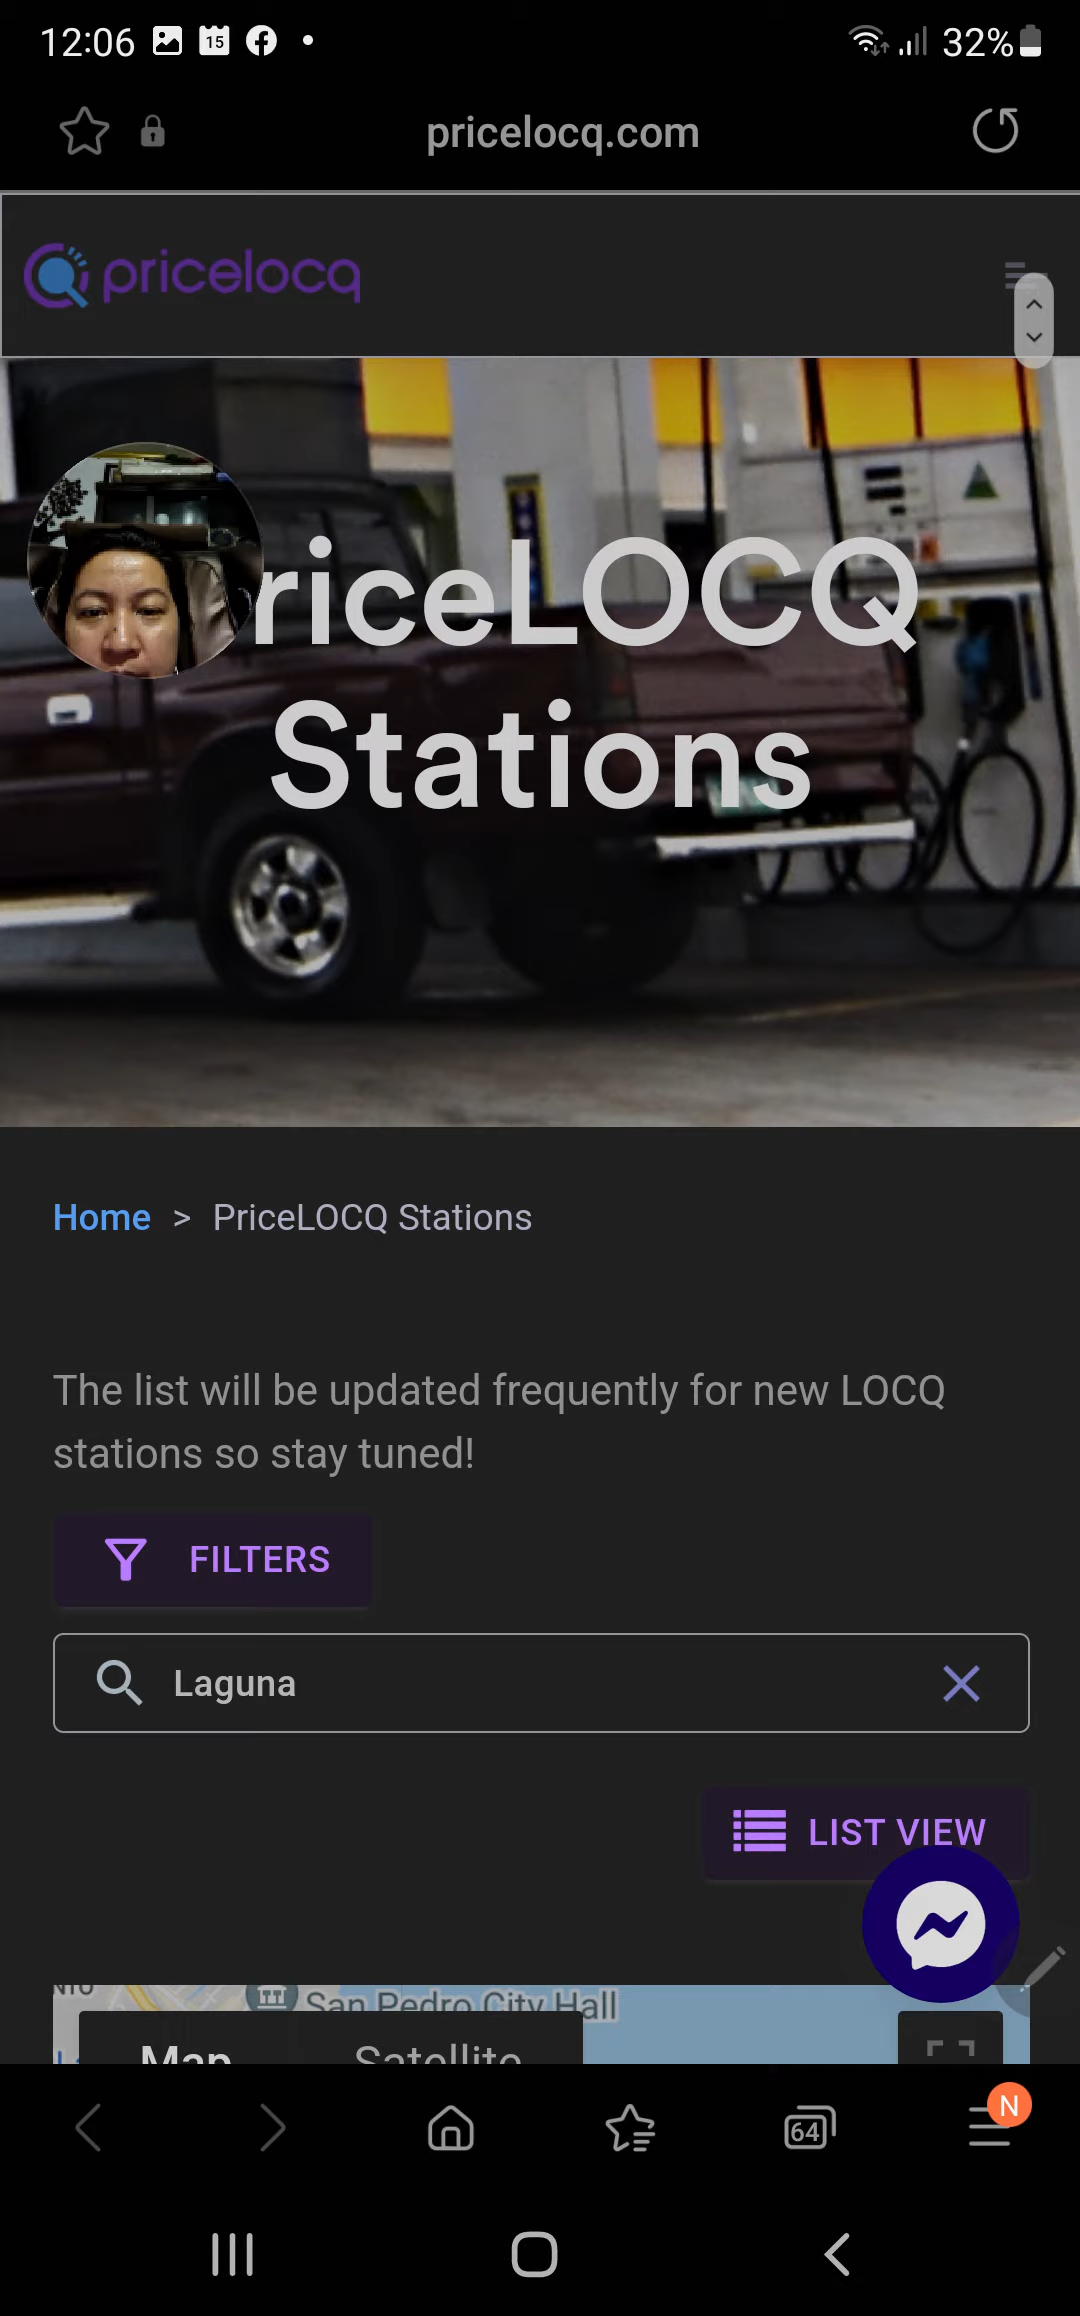 12:06
15
32%
pricelocq.com
pricelocq
riceLOCQ
Stations
Home > PriceLOCQ Stations
The list will be updated frequently for new LOCQ
stations so stay tuned!
FILTERS
Laguna
LIST VIEW
San Pedro City Hall
Map Satellite
64
N